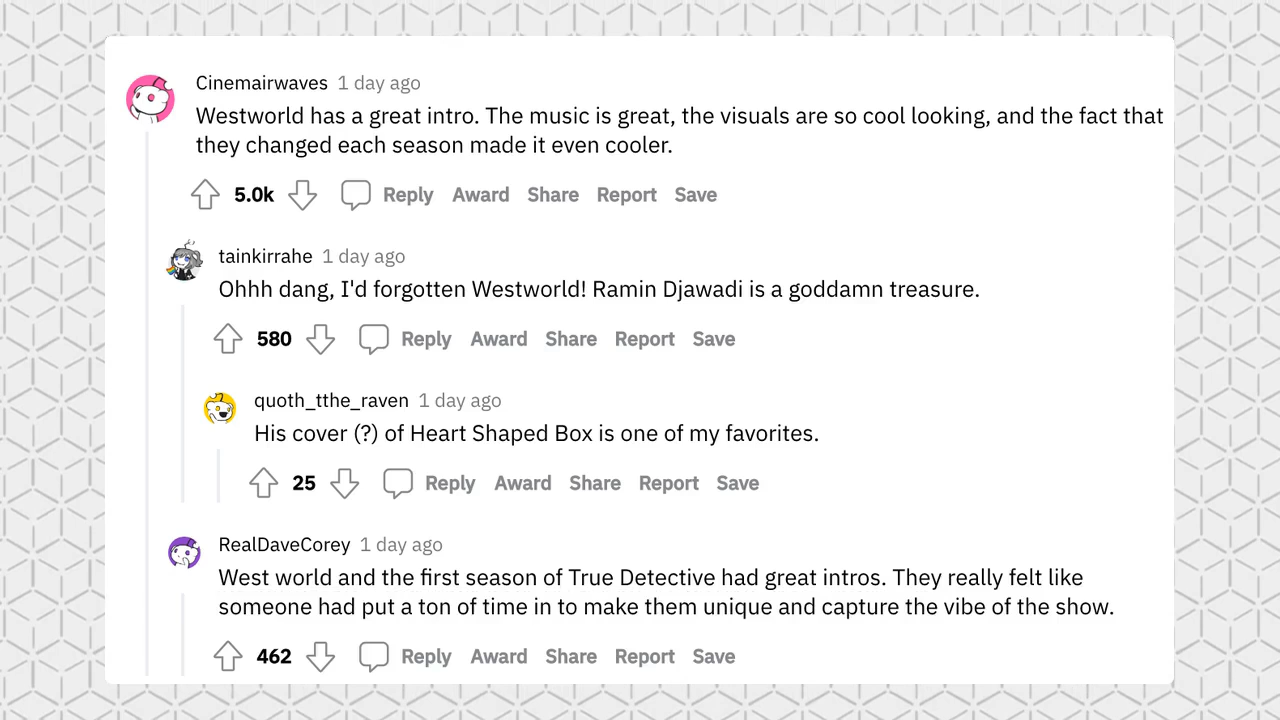 Cinemairwaves 1 day ago
Westworld has a great intro. The music is great, the visuals are so cool looking, and the fact that
they changed each season made it even cooler.
5.0k Reply Award Share Report Save
tainkirrahe 1 day ago
Ohhh dang, I'd forgotten Westworld! Ramin Djawadi is a goddamn treasure.
580 Reply Award Share Report Save
quoth_tthe_raven 1 day ago
His cover (?) of Heart Shaped Box is one of my favorites.
25 Reply Award Share Report Save
RealDaveCorey 1 day ago
West world and the first season of True Detective had great intros. They really felt like
someone had put a ton of time in to make them unique and capture the vibe of the show.
462 Reply Award Share Report Save